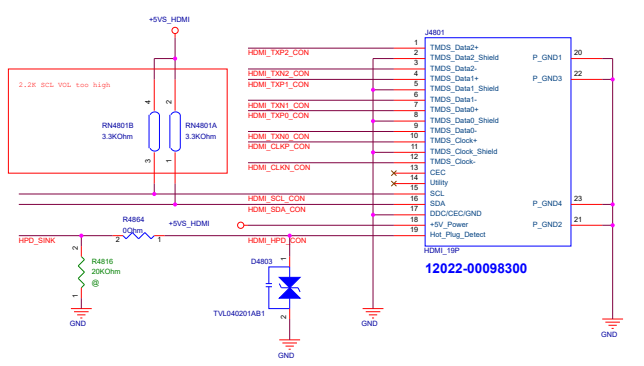 +5VS_HDMI
J4801
2.2K SCL VOL too high
4
2
RN4801B
3.3KOhm
RN4801A
3.3KOhm
3
1
HDMI_TXP2_CON
HDMI_TXN2_CON
HDMI_TXP1_CON
HDMI_TXN1_CON
HDMI_TXP0_CON
HDMI_TXN0_CON
HDMI_CLKP_CON
HDMI_CLKN_CON
HDMI_SCL_CON
HDMI_SDA_CON
HDMI_HPD_CON
1 TMDS_Data2+
2 TMDS_Data2_Shield
3 TMDS_Data2-
4 TMDS_Data1+
5 TMDS_Data1_Shield
6 TMDS_Data1-
7 TMDS_Data0+
8 TMDS_Data0_Shield
9 TMDS_Data0-
10 TMDS_Clock+
11 TMDS_Clock_Shield
12 TMDS_Clock-
13 CEC
14 Utility
15 SCL
16 SDA
17 DDC/CEC/GND
18 +5V_Power
19 Hot_Plug_Detect
P_GND1 20
P_GND3 22
P_GND4 23
P_GND2 21
HDMI_19P
12022-00098300
R4864
0Ohm
2
1
+5VS_HDMI
HPD_SINK
2
R4816
20KOhm
@
1
GND
1
D4803
TVL040201AB1
2
GND
GND
GND